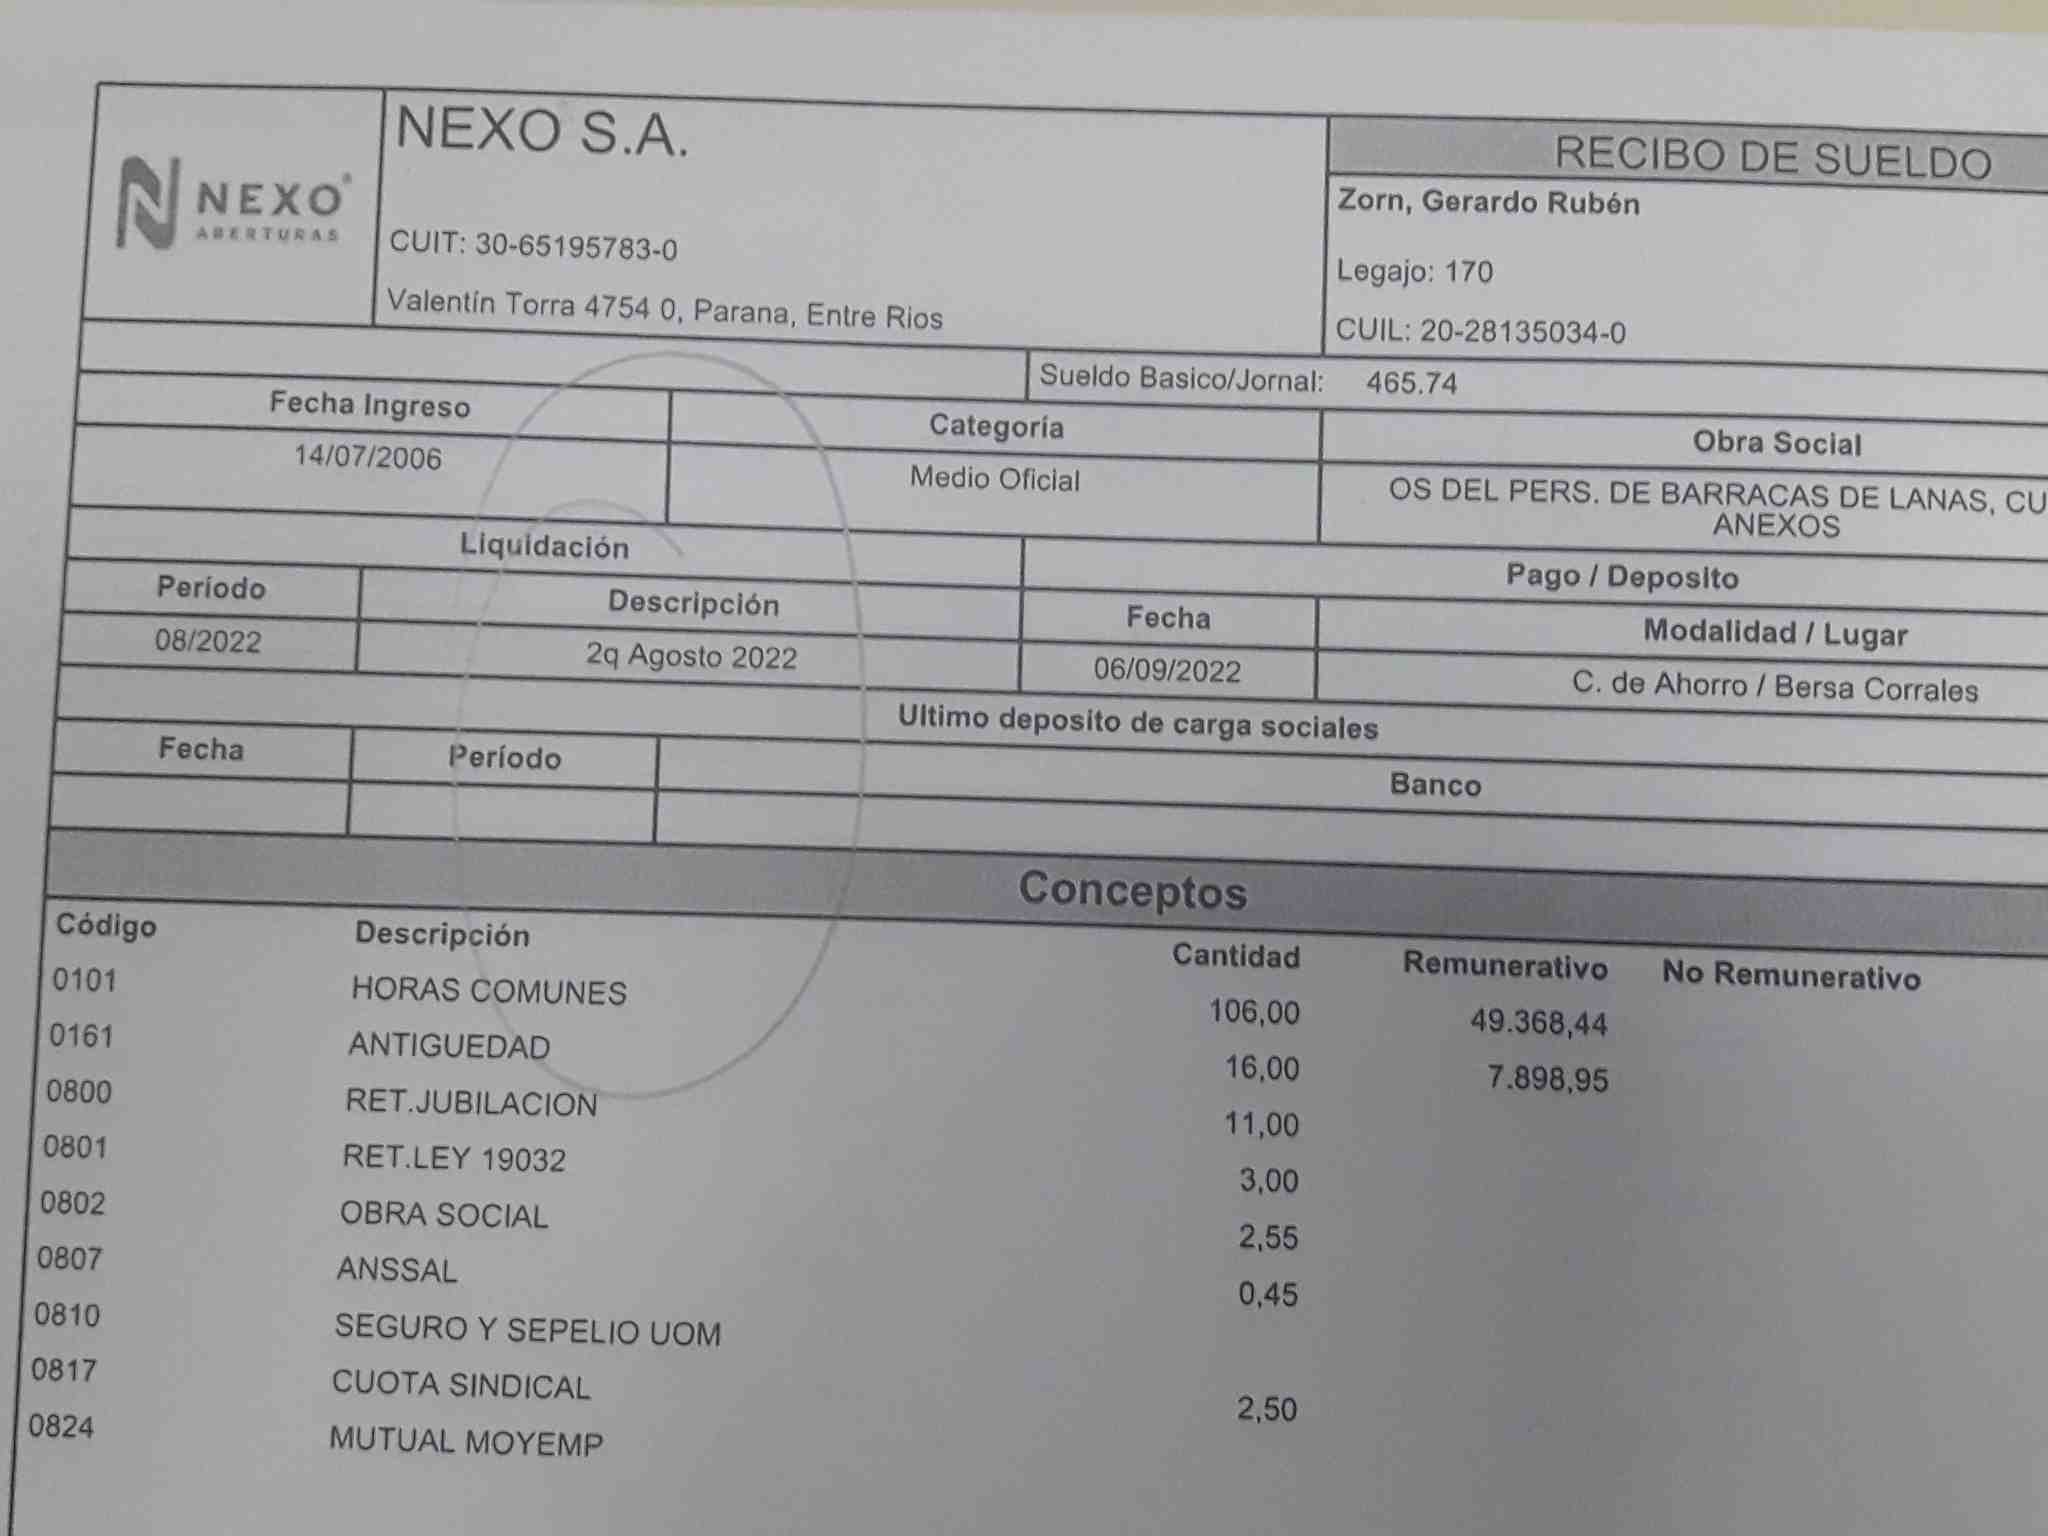 NEXO
ABERTURAS
NEXO S.A.
CUIT: 30-65195783-0
Valentín Torra 4754 0, Parana, Entre Rios
RECIBO DE SUELDO
Zorn, Gerardo Rubén
Legajo: 170
CUIL: 20-28135034-0
Sueldo Basico/Jornal: 465.74
Fecha Ingreso Categoría Obra Social
14/07/2006 Medio Oficial OS DEL PERS. DE BARRACAS DE LANAS, CU
ANEXOS
Liquidación Pago / Deposito
Período Descripción Fecha Modalidad / Lugar
08/2022 2q Agosto 2022 06/09/2022 C. de Ahorro / Bersa Corrales
Ultimo deposito de carga sociales
Fecha Período Banco
Conceptos
Código Descripción Cantidad Remunerativo No Remunerativo
0101 HORAS COMUNES 106,00 49.368,44
0161 ANTIGUEDAD 16,00 7.898,95
0800 RET.JUBILACION 11,00
0801 RET.LEY 19032 3,00
0802 OBRA SOCIAL 2,55
0807 ANSSAL 0,45
0810 SEGURO Y SEPELIO UOM
0817 CUOTA SINDICAL 2,50
0824 MUTUAL MOYEMP